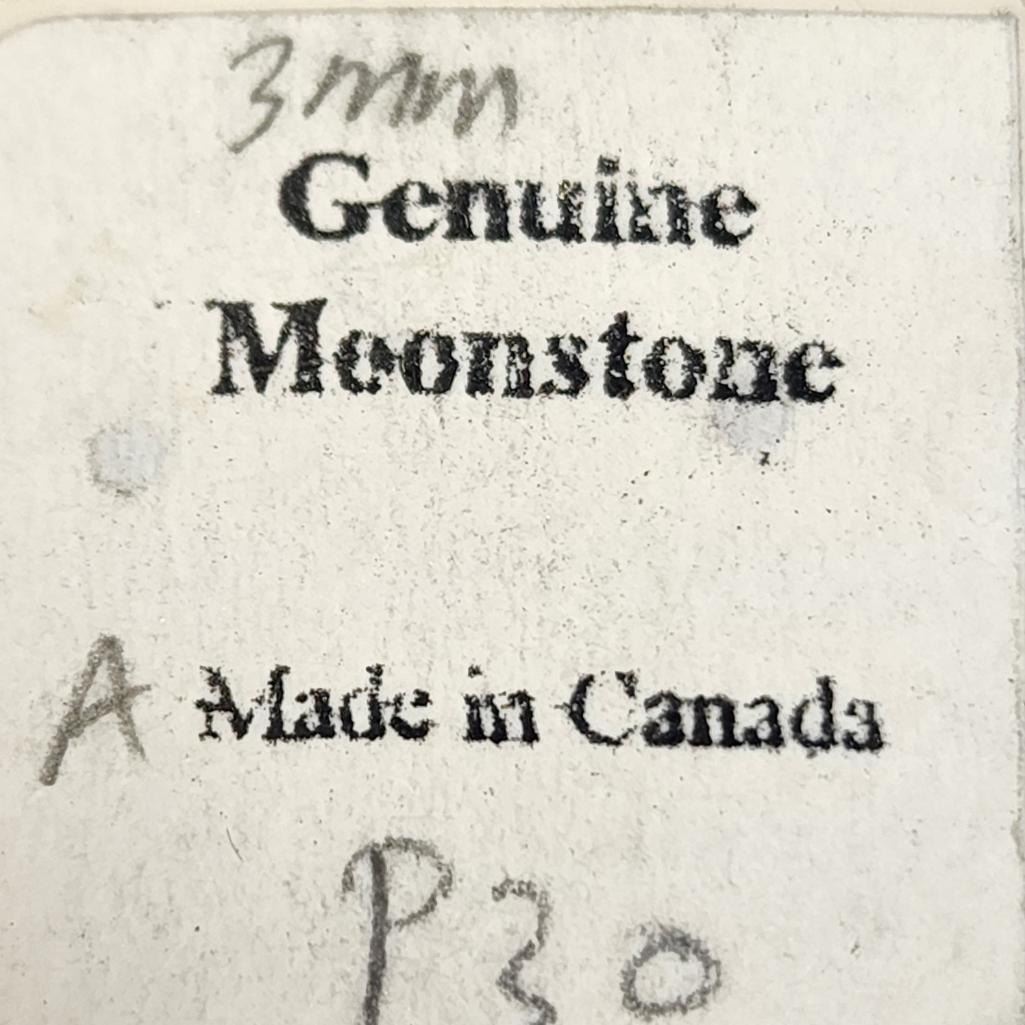 3mm
Genuine
Moonstone
A Made in Canada
P30